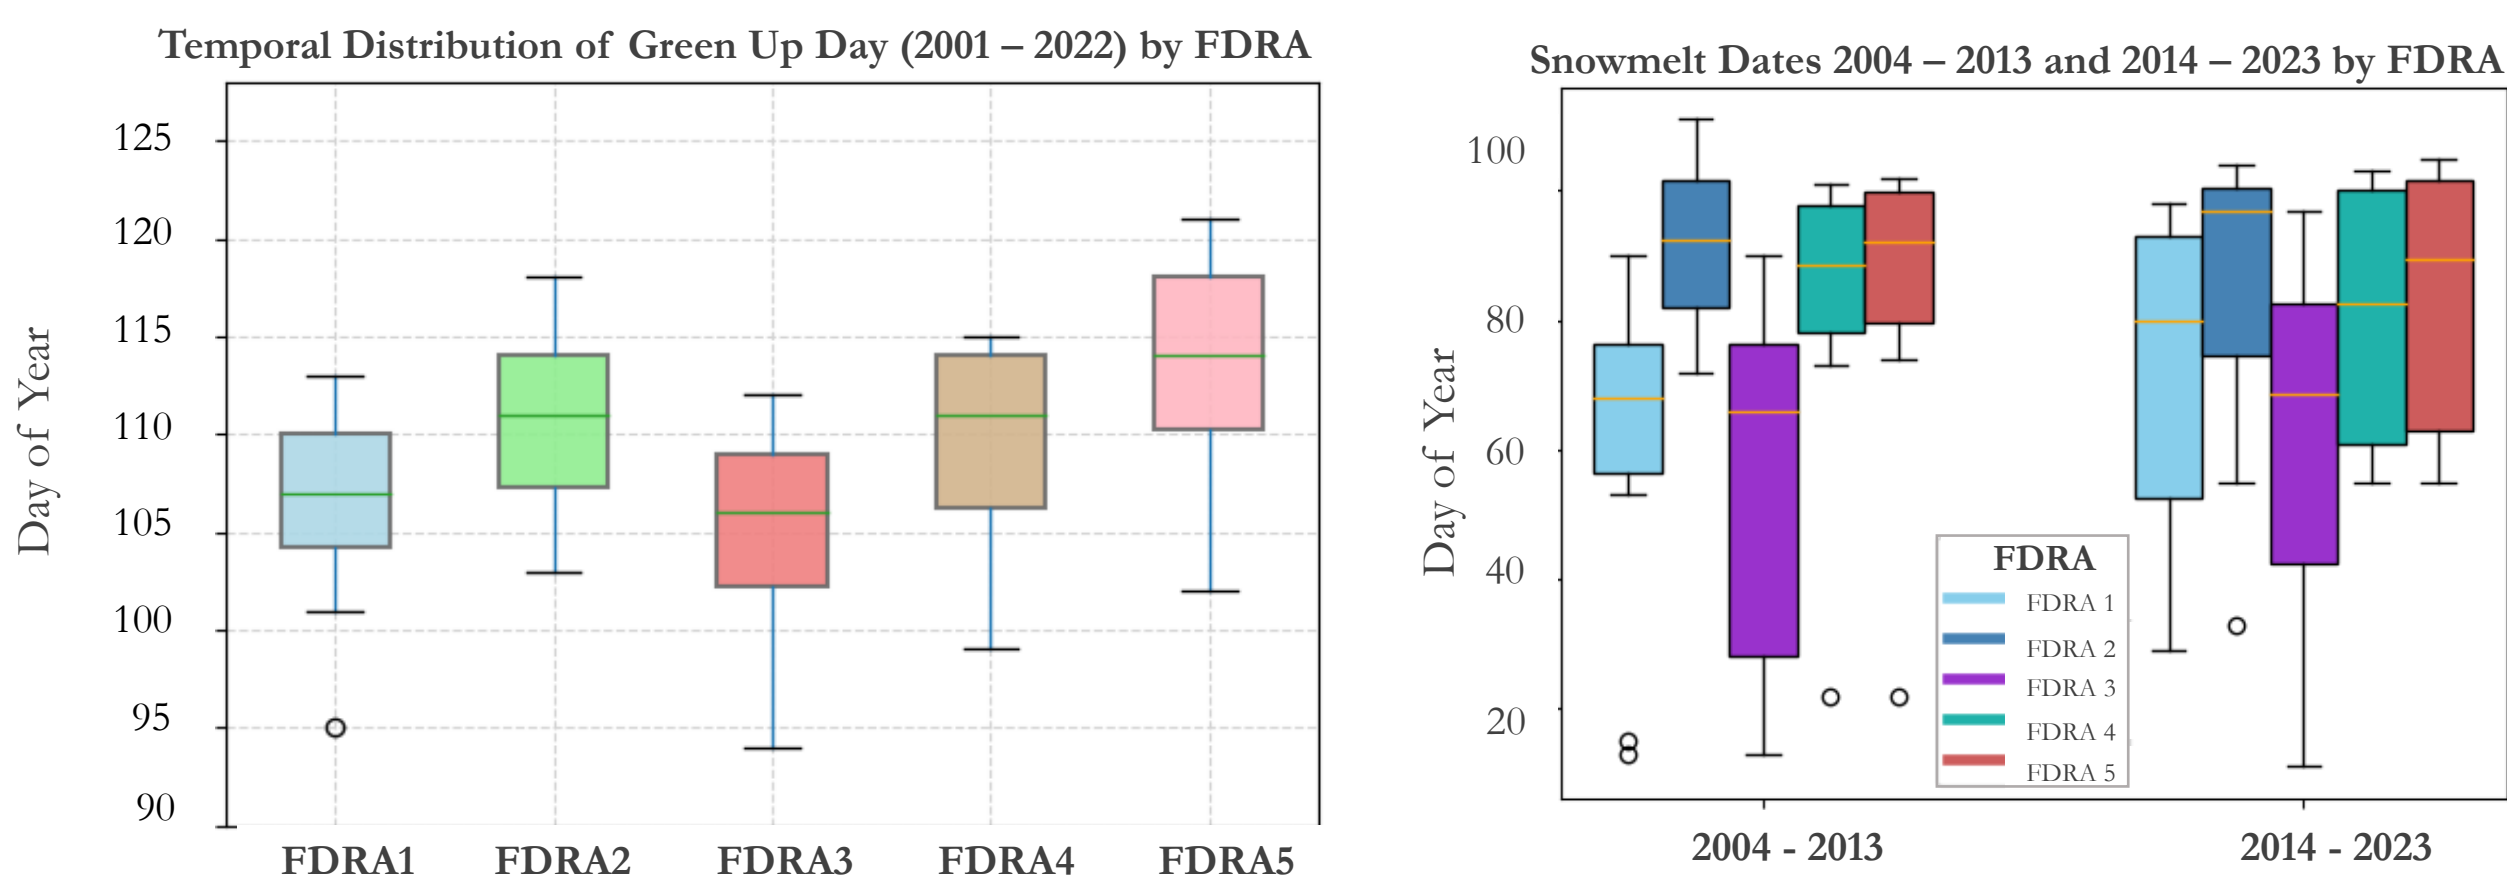 Temporal Distribution of Green Up Day (2001 – 2022) by FDRA
Day of Year
125
120
115
110
105
100
95
90
FDRA1 FDRA2 FDRA3 FDRA4 FDRA5
Snowmelt Dates 2004 – 2013 and 2014 – 2023 by FDRA
Day of Year
100
80
60
40
20
FDRA
FDRA 1
FDRA 2
FDRA 3
FDRA 4
FDRA 5
2004 - 2013 2014 - 2023